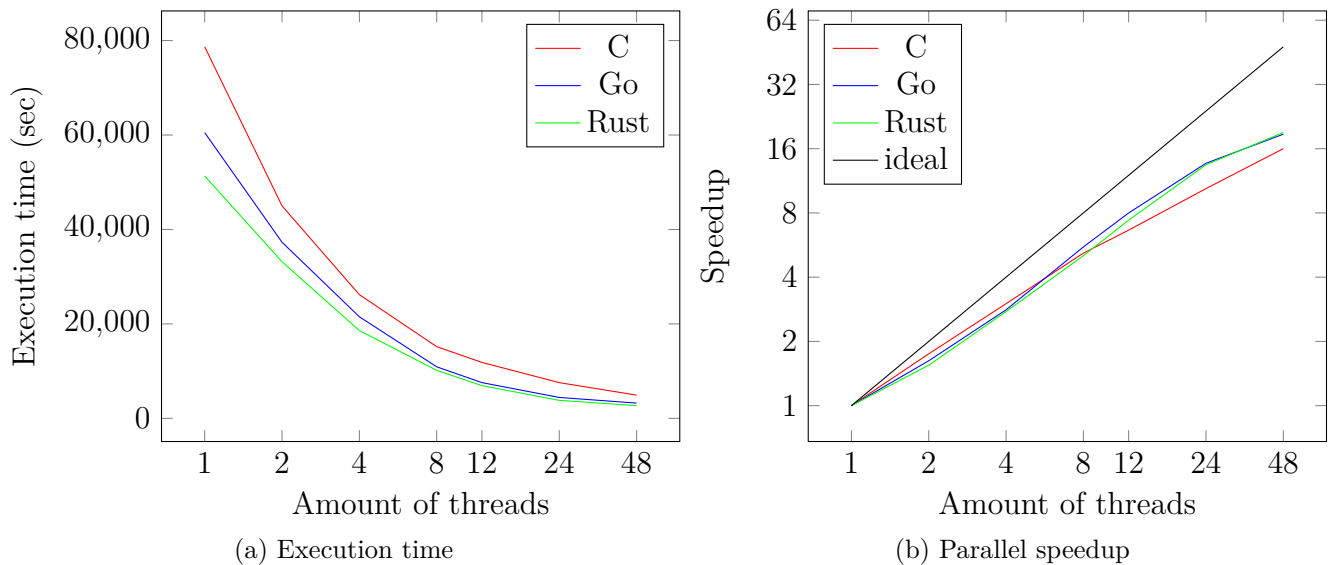 Execution time (sec)
80,000
60,000
40,000
20,000
0
1 2 4 8 12 24 48
Amount of threads
C
Go
Rust
(a) Execution time
Speedup
64
32
16
8
4
2
1
1 2 4 8 12 24 48
Amount of threads
C
Go
Rust
ideal
(b) Parallel speedup